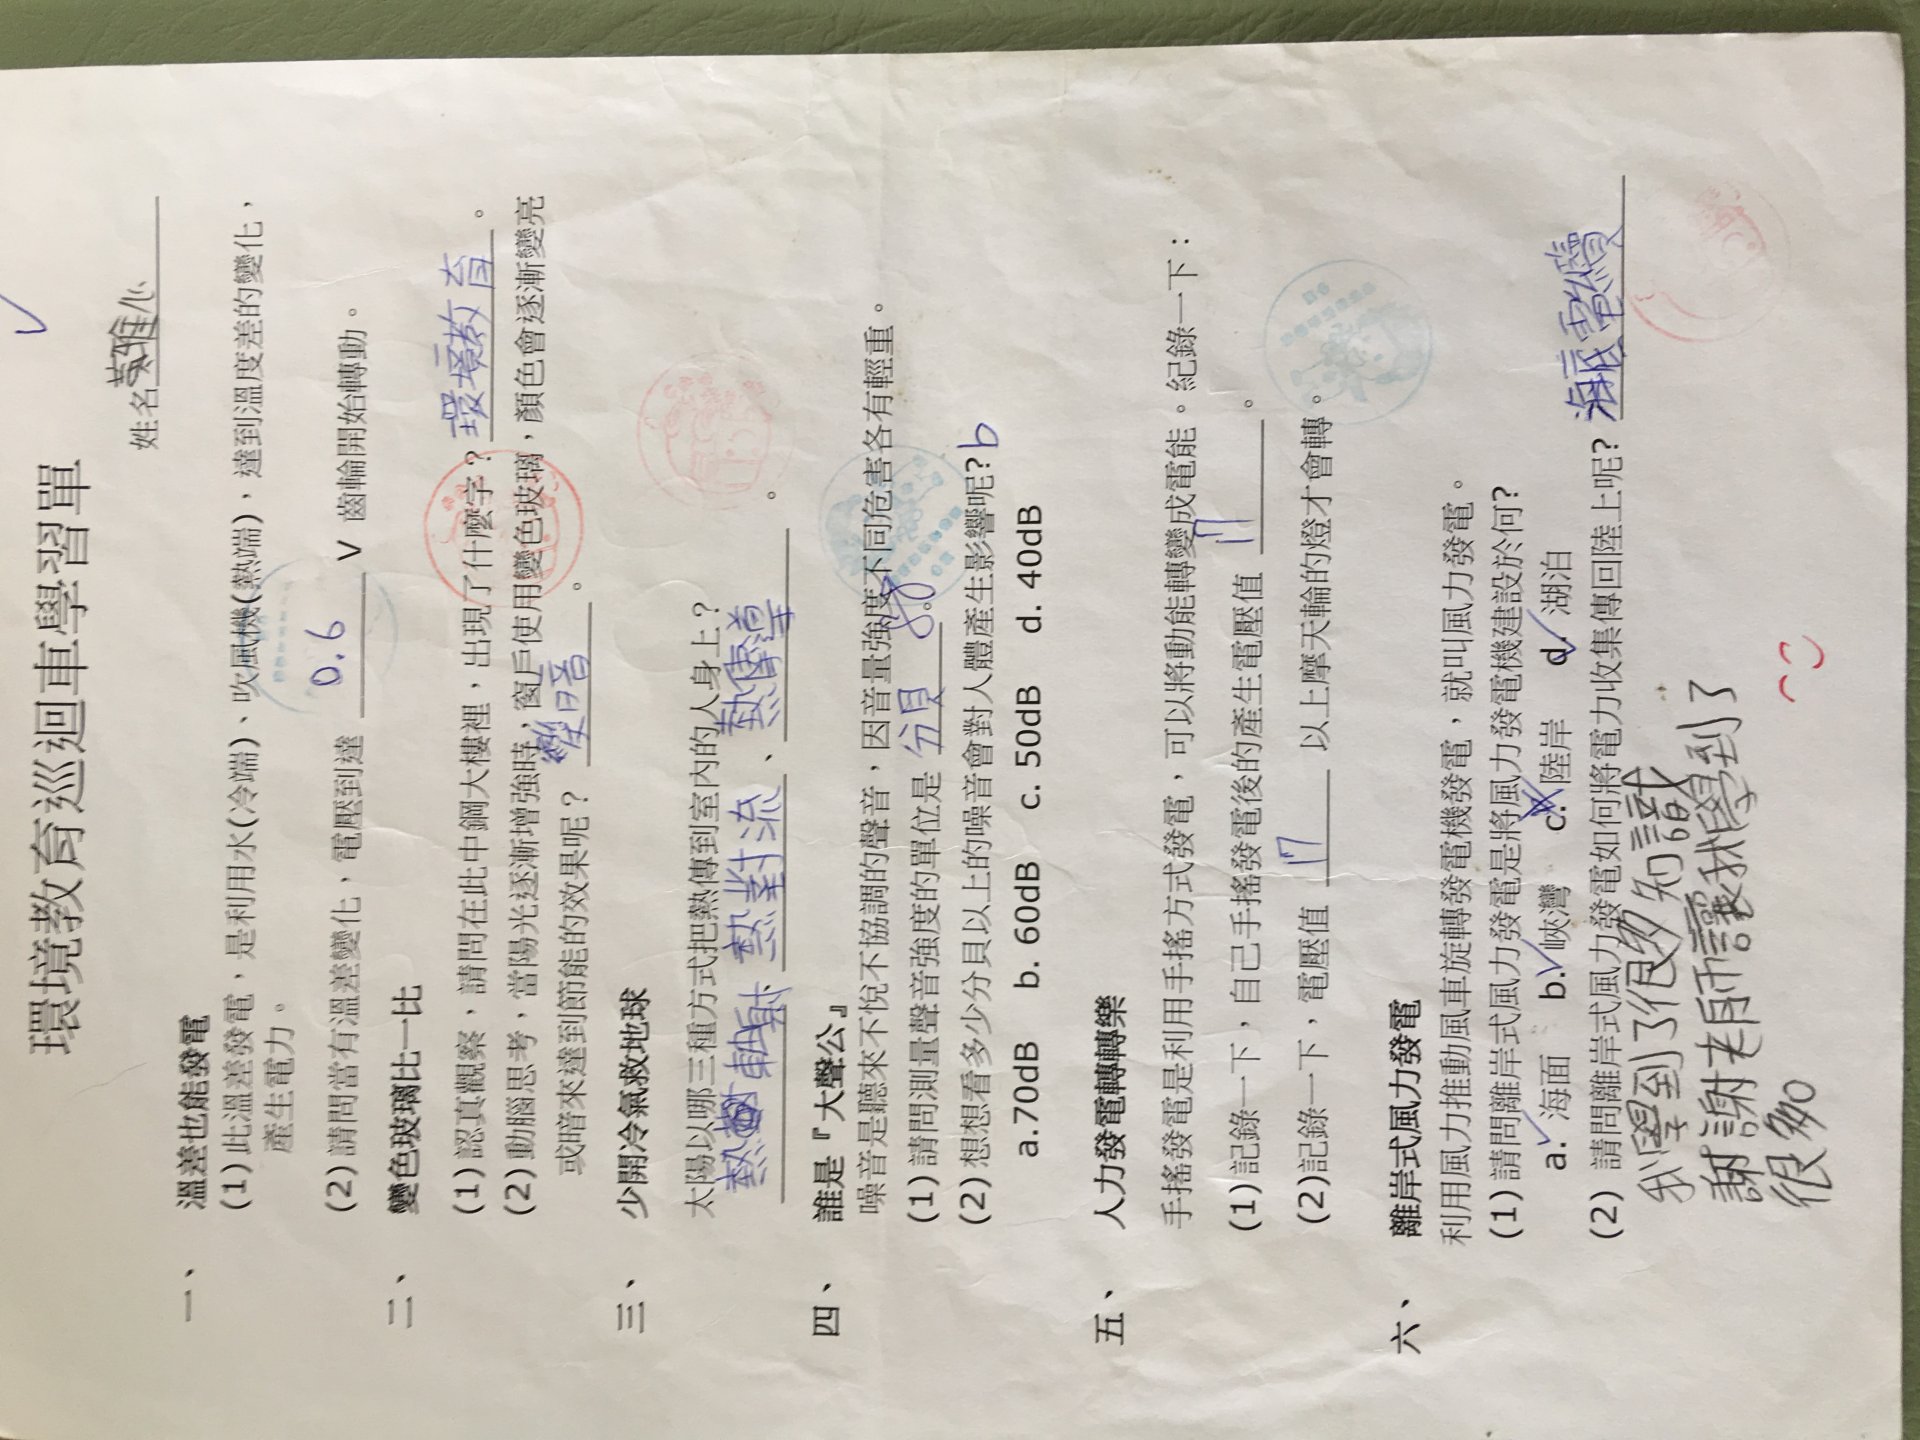 環境教育巡迴車學習單
姓名
一、 溫差也能發電
(1) 此溫差發電，是利用水(冷端)、吹風機(熱端)，達到溫度差的變化，
產生電力。
(2) 請問當有溫差變化，電壓到達 0.6 V 齒輪開始轉動。
二、 變色玻璃比一比
(1) 認真觀察，請問在此中鋼大樓裡，出現了什麼字？環境教育。
(2) 動腦思考，當陽光逐漸增強時，窗戶使用變色玻璃，顏色會逐漸變亮
或暗來達到節能的效果呢？變暗。
三、 少開冷氣救地球
太陽以哪三種方式把熱傳到室內的人身上？
熱輻射、熱對流、熱傳導。
四、 誰是『大聲公』
噪音是聽來不悅不協調的聲音，因音量強度不同危害各有輕重。
(1) 請問測量聲音強度的單位是 分貝。
(2) 想想看多少分貝以上的噪音會對人體產生影響呢? b
a.70dB b. 60dB c. 50dB d. 40dB
五、 人力發電轉轉樂
手搖發電是利用手搖方式發電，可以將動能轉變成電能。紀錄一下：
(1)記錄一下，自己手搖發電後的產生電壓值 17。
(2)記錄一下，電壓值 17 以上摩天輪的燈才會轉。
六、 離岸式風力發電
利用風力推動風車旋轉發電機發電，就叫風力發電。
(1) 請問離岸式風力發電是將風力發電機建設於何?
a. 海面 b. 峽灣 c. 陸岸 d. 湖泊
(2) 請問離岸式風力發電如何將電力收集傳回陸上呢? 海底電纜
我學到了很多知識
謝謝老師讓我學到了
很多